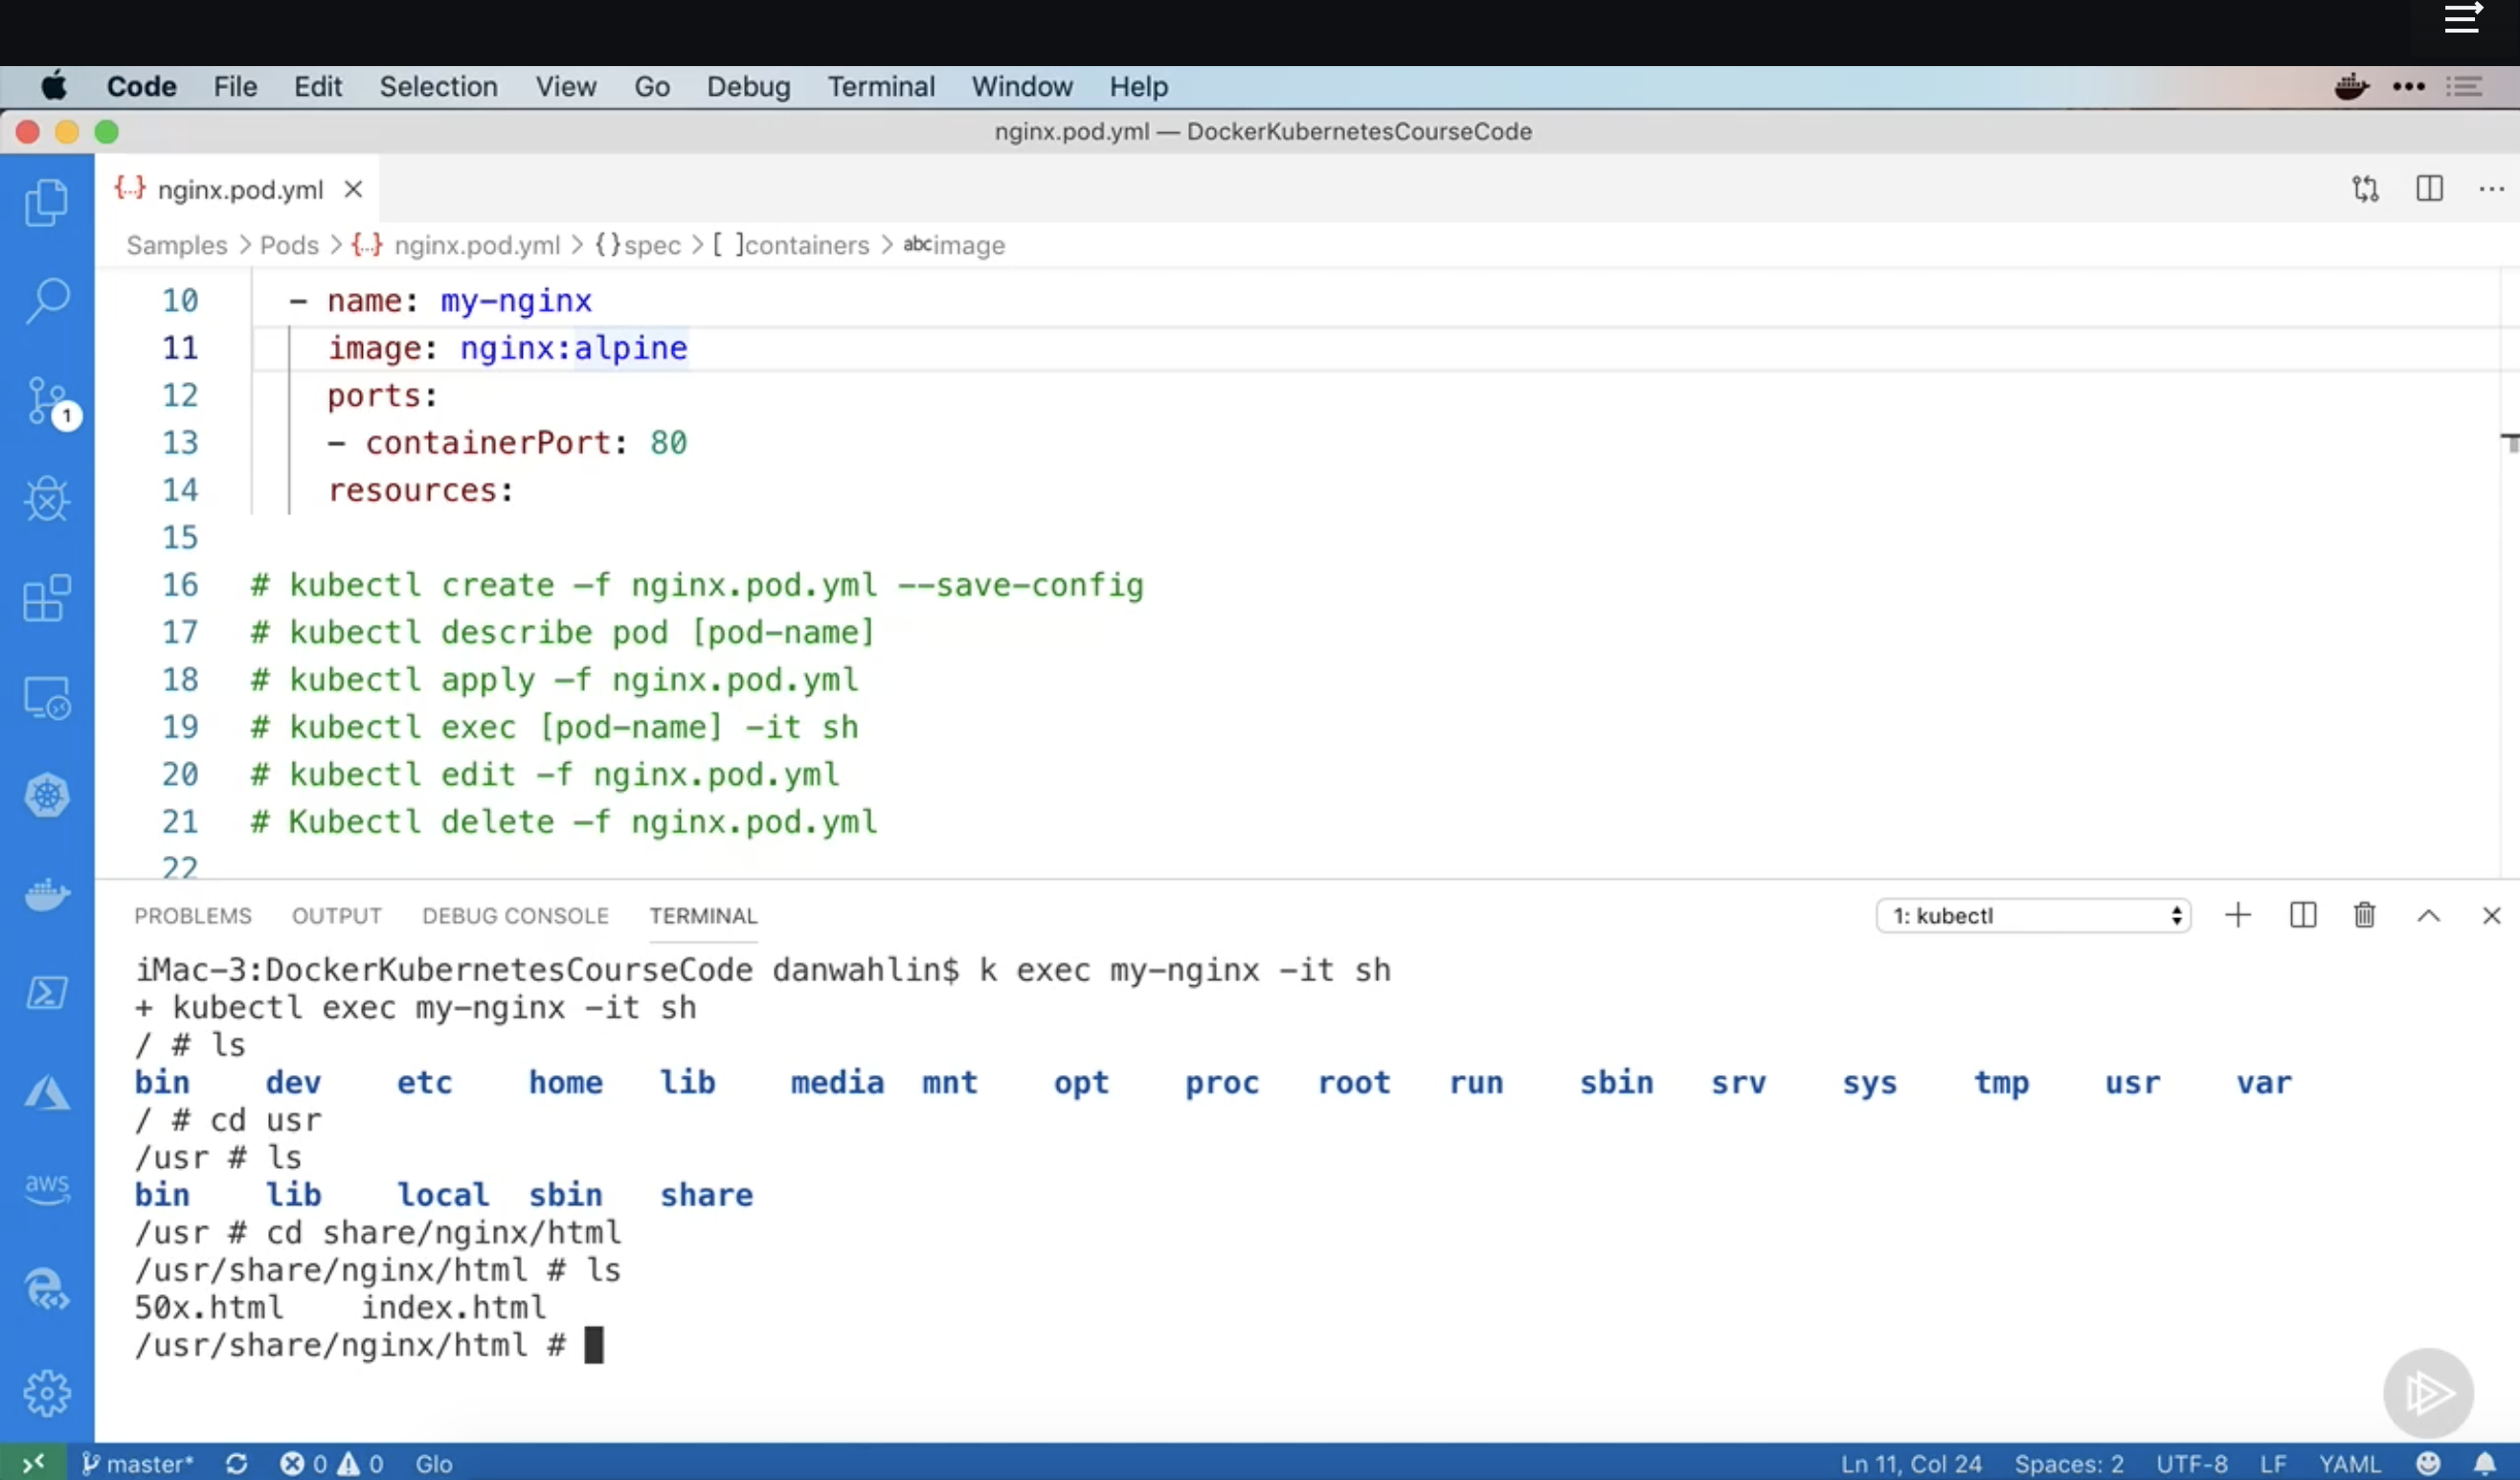 Code File Edit Selection View Go Debug Terminal Window Help
nginx.pod.yml — DockerKubernetesCourseCode
{..} nginx.pod.yml ×
Samples > Pods > {..} nginx.pod.yml > {} spec > [ ] containers > abc image
10 - name: my-nginx
11 image: nginx:alpine
12 ports:
13 - containerPort: 80
14 resources:
15
16 # kubectl create -f nginx.pod.yml --save-config
17 # kubectl describe pod [pod-name]
18 # kubectl apply -f nginx.pod.yml
19 # kubectl exec [pod-name] -it sh
20 # kubectl edit -f nginx.pod.yml
21 # Kubectl delete -f nginx.pod.yml
22
1
aws
PROBLEMS OUTPUT DEBUG CONSOLE TERMINAL 1: kubectl
iMac-3:DockerKubernetesCourseCode danwahlin$ k exec my-nginx -it sh
+ kubectl exec my-nginx -it sh
/ # ls
bin dev etc home lib media mnt opt proc root run sbin srv sys tmp usr var
/ # cd usr
/usr # ls
bin lib local sbin share
/usr # cd share/nginx/html
/usr/share/nginx/html # ls
50x.html index.html
/usr/share/nginx/html #
master* 0 0 Glo Ln 11, Col 24 Spaces: 2 UTF-8 LF YAML